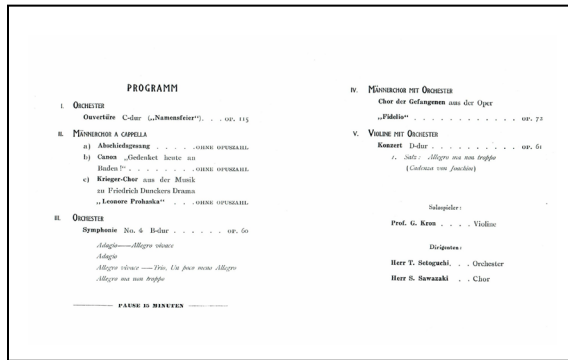 PROGRAMM
I. ORCHESTER
Ouvertüre C-dur („Namensfeier“). . . OP. 115
II. MÄNNERCHOR A CAPPELLA
a) Abschiedsgesang . . . . . OHNE OPUSZAHL
b) Canon „Gedenket heute an
Baden!“ . . . . . . . . OHNE OPUSZAHL
c) Krieger-Chor aus der Musik
zu Friedrich Dunckers Drama
„Leonore Prohaska“ . . . OHNE OPUSZAHL
III. ORCHESTER
Symphonie No. 4 B-dur . . . . . . OP. 60
Adagio——Allegro vivace
Adagio
Allegro vivace —— Trio, Un poco meno Allegro
Allegro ma non troppo
PAUSE 15 MINUTEN
IV. MÄNNERCHOR MIT ORCHESTER
Chor der Gefangenen aus der Oper
„Fidelio“ . . . . . . . . . . . OP. 72
V. VIOLINE MIT ORCHESTER
Konzert D-dur . . . . . . . . . OP. 61
1. Satz: Allegro ma non troppo
(Cadenza von Joachim)
Solospieler:
Prof. G. Kron . . . . Violine
Dirigenten:
Herr T. Setoguchi. . . Orchester
Herr S. Sawazaki . . Chor